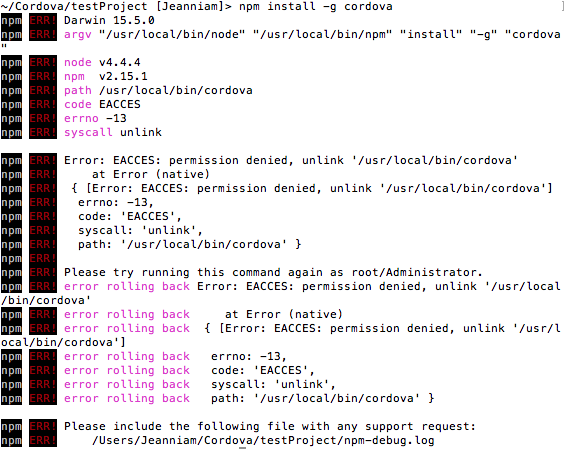 ~/Cordova/testProject [Jeanniam]> npm install -g cordova ]
npm ERR! Darwin 15.5.0
npm ERR! argv "/usr/local/bin/node" "/usr/local/bin/npm" "install" "-g" "cordova
"
npm ERR! node v4.4.4
npm ERR! npm  v2.15.1
npm ERR! path /usr/local/bin/cordova
npm ERR! code EACCES
npm ERR! errno -13
npm ERR! syscall unlink
npm ERR! Error: EACCES: permission denied, unlink '/usr/local/bin/cordova'
npm ERR!     at Error (native)
npm ERR!  { [Error: EACCES: permission denied, unlink '/usr/local/bin/cordova']
npm ERR!   errno: -13,
npm ERR!   code: 'EACCES',
npm ERR!   syscall: 'unlink',
npm ERR!   path: '/usr/local/bin/cordova' }
npm ERR!
npm ERR! Please try running this command again as root/Administrator.
npm ERR! error rolling back Error: EACCES: permission denied, unlink '/usr/local
/bin/cordova'
npm ERR! error rolling back     at Error (native)
npm ERR! error rolling back  { [Error: EACCES: permission denied, unlink '/usr/l
ocal/bin/cordova']
npm ERR! error rolling back   errno: -13,
npm ERR! error rolling back   code: 'EACCES',
npm ERR! error rolling back   syscall: 'unlink',
npm ERR! error rolling back   path: '/usr/local/bin/cordova' }
npm ERR! Please include the following file with any support request:
npm ERR!     /Users/Jeanniam/Cordova/testProject/npm-debug.log